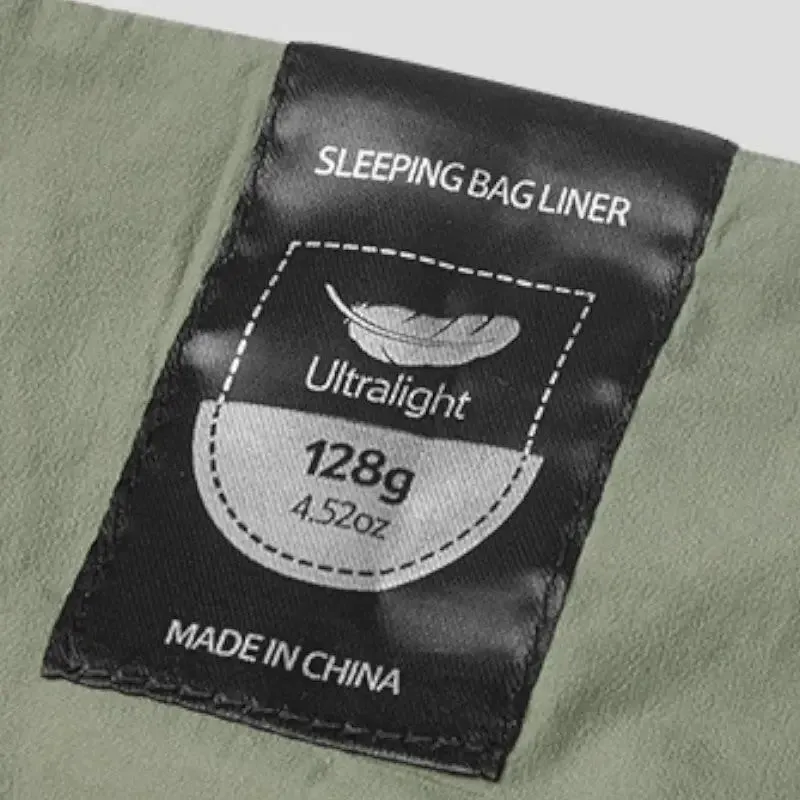 SLEEPING BAG LINER
Ultralight
128g
4.52oz
MADE IN CHINA